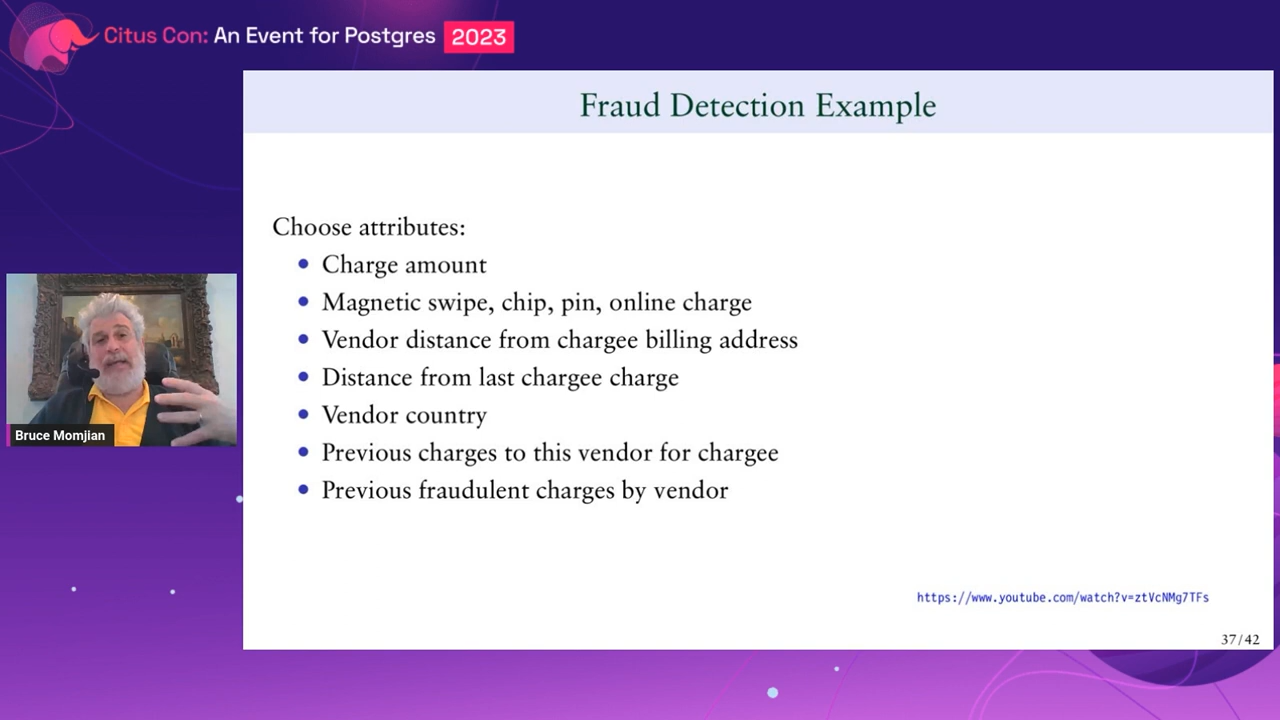 Citus Con: An Event for Postgres 2023
Fraud Detection Example
Choose attributes:
• Charge amount
• Magnetic swipe, chip, pin, online charge
• Vendor distance from chargee billing address
• Distance from last chargee charge
• Vendor country
• Previous charges to this vendor for chargee
• Previous fraudulent charges by vendor
Bruce Momjian
https://www.youtube.com/watch?v=ztVcNMg7TFs
37/42